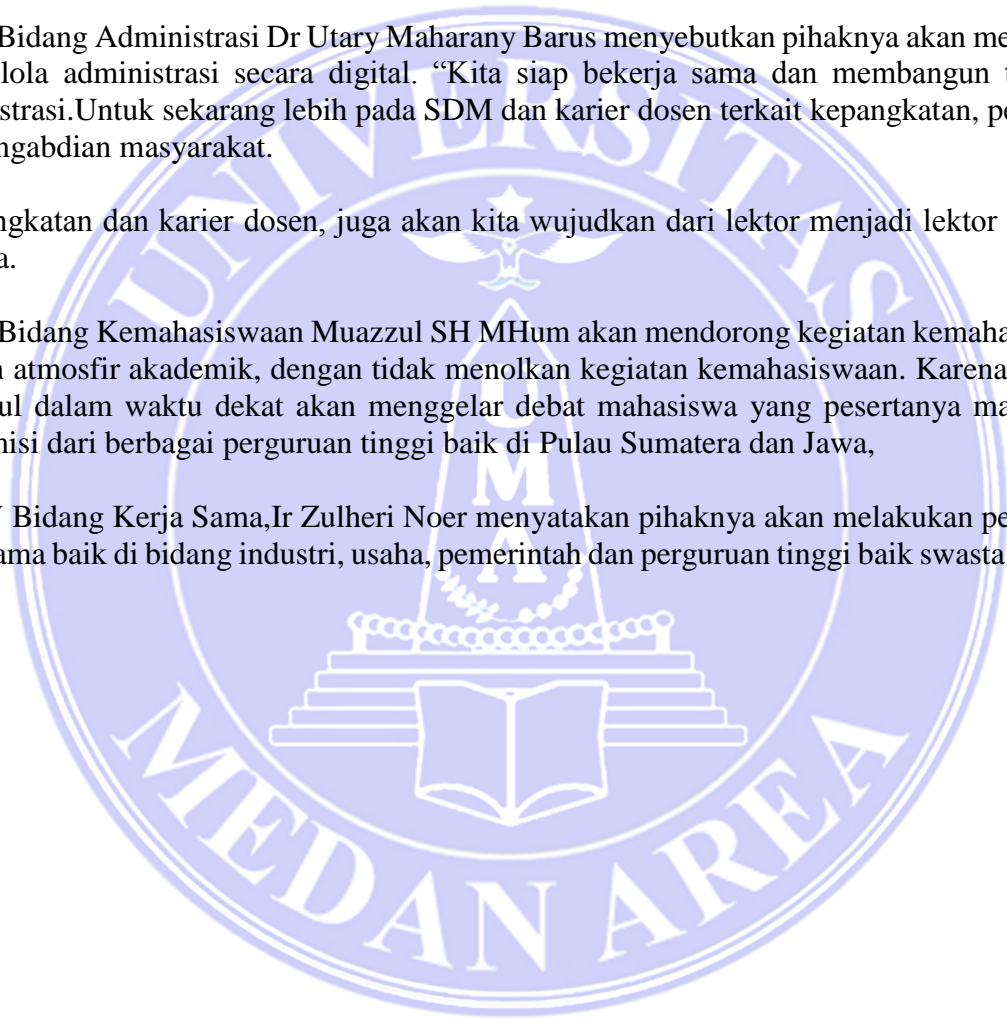 Bidang Administrasi Dr Utary Maharany Barus menyebutkan pihaknya akan me
lola administrasi secara digital. “Kita siap bekerja sama dan membangun t
strasi.Untuk sekarang lebih pada SDM dan karier dosen terkait kepangkatan, pe
ngabdian masyarakat.
ngkatan dan karier dosen, juga akan kita wujudkan dari lektor menjadi lektor
a.
Bidang Kemahasiswaan Muazzul SH MHum akan mendorong kegiatan kemaha
n atmosfir akademik, dengan tidak menolkan kegiatan kemahasiswaan. Karena
ul dalam waktu dekat akan menggelar debat mahasiswa yang pesertanya ma
nisi dari berbagai perguruan tinggi baik di Pulau Sumatera dan Jawa,
Bidang Kerja Sama,Ir Zulheri Noer menyatakan pihaknya akan melakukan pe
ama baik di bidang industri, usaha, pemerintah dan perguruan tinggi baik swasta
UNIVERSITAS
UMA
MEDAN AREA